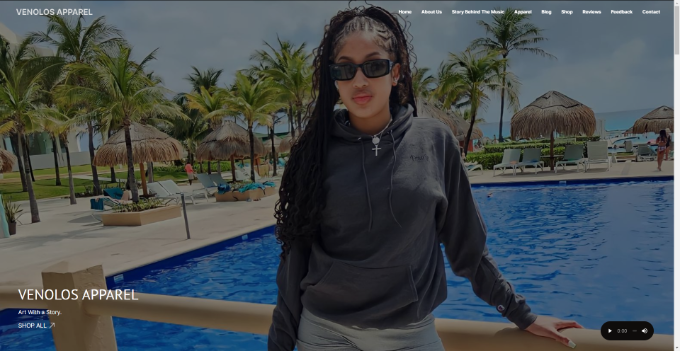 VENOLOS APPAREL
Home About Us Story Behind The Music Apparel Blog Shop Reviews Feedback Contact
VENOLOS APPAREL
Art With a Story.
SHOP ALL
0:00